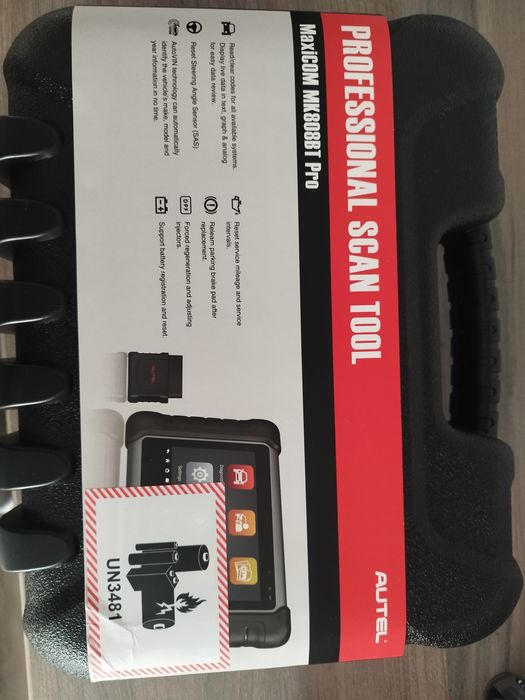 PROFESSIONAL SCAN TOOL
MaxiCOM MK808BT Pro
AUTEL
Read/clear codes for all available systems.
Display live data in text, graph & analog
for easy data review.
Reset Steering Angle Sensor (SAS).
AutoVIN technology can automatically
identify the vehicle's make, model and
year information in no time.
Reset service mileage and service
intervals.
Relearn parking brake pad after
replacement.
DPF
Forced regeneration and adjusting
injectors.
Support battery registration and reset.
AUTEL
Settings
UN3481